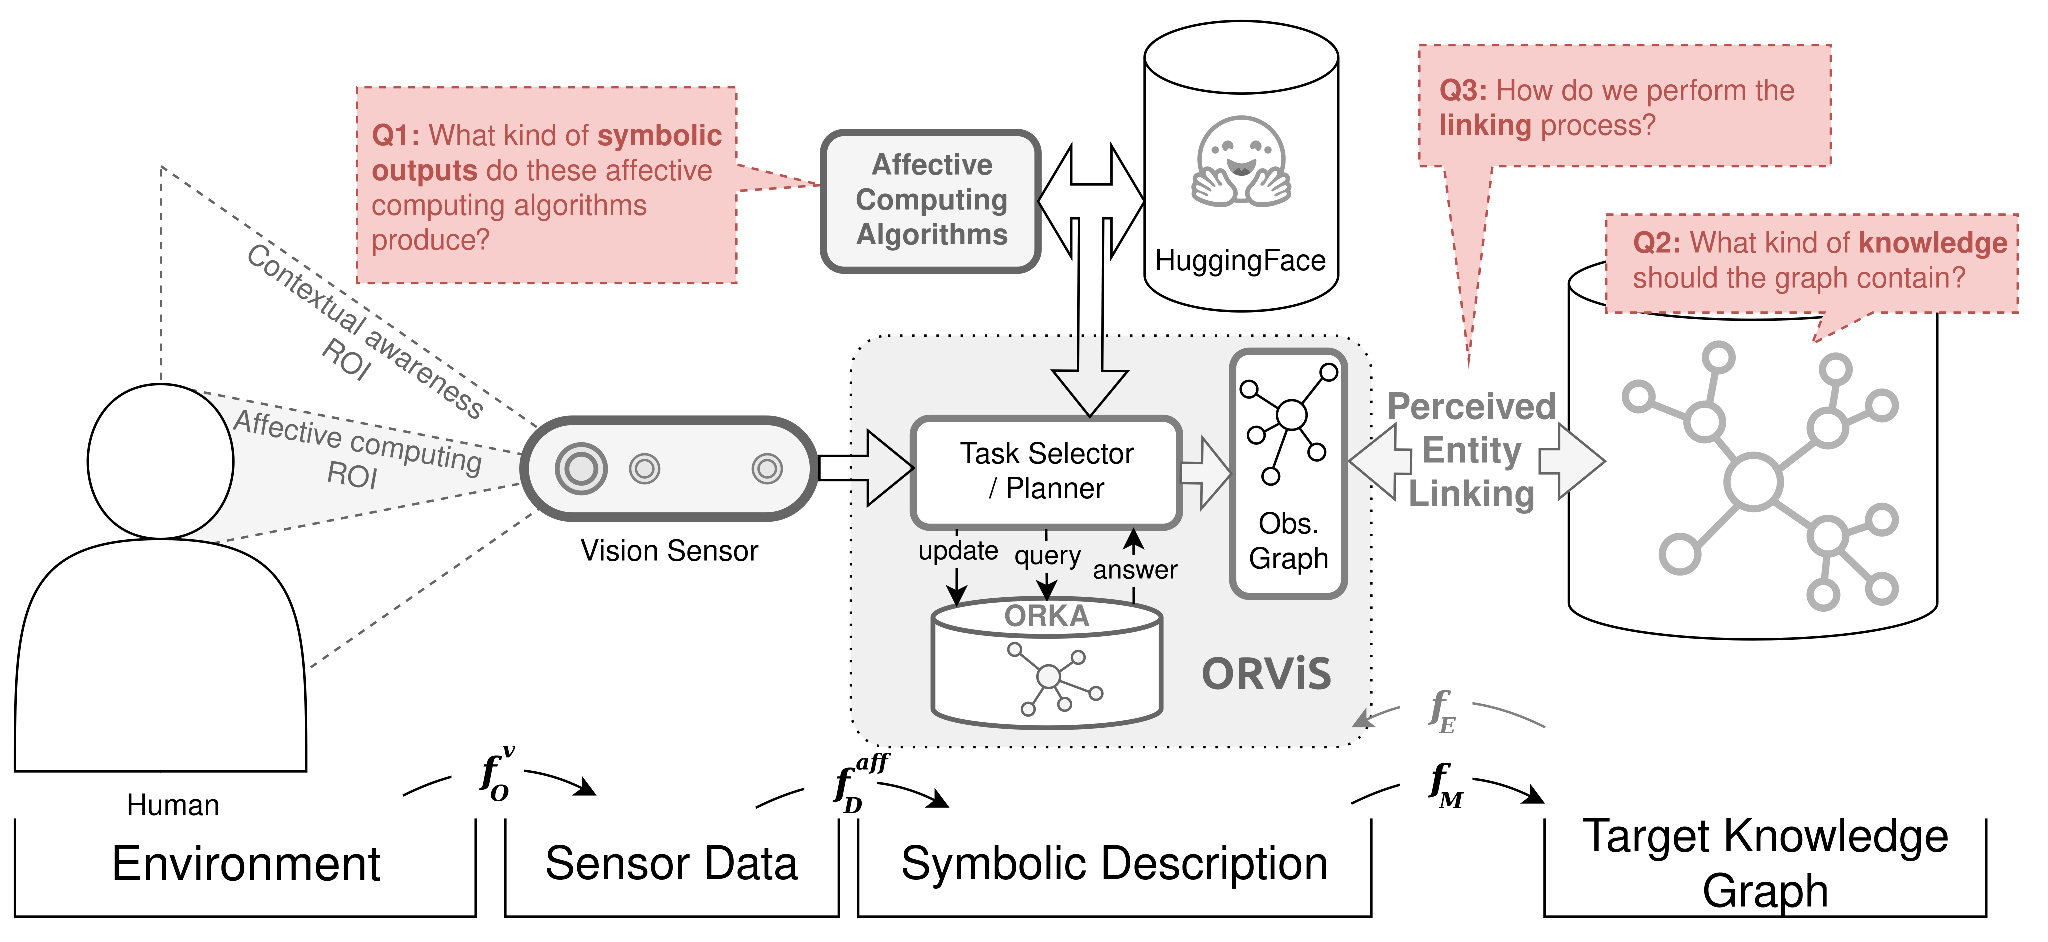 Q1: What kind of symbolic
outputs do these affective
computing algorithms
produce?
Affective
Computing
Algorithms
HuggingFace
Q3: How do we perform the
linking process?
Q2: What kind of knowledge
should the graph contain?
Contextual awareness
ROI
Affective computing
ROI
Vision Sensor
Task Selector
/ Planner
update
query
answer
ORKA
Obs.
Graph
ORViS
Perceived
Entity
Linking
Human
f_O^v
f_D^aff
f_E
f_M
Environment
Sensor Data
Symbolic Description
Target Knowledge
Graph